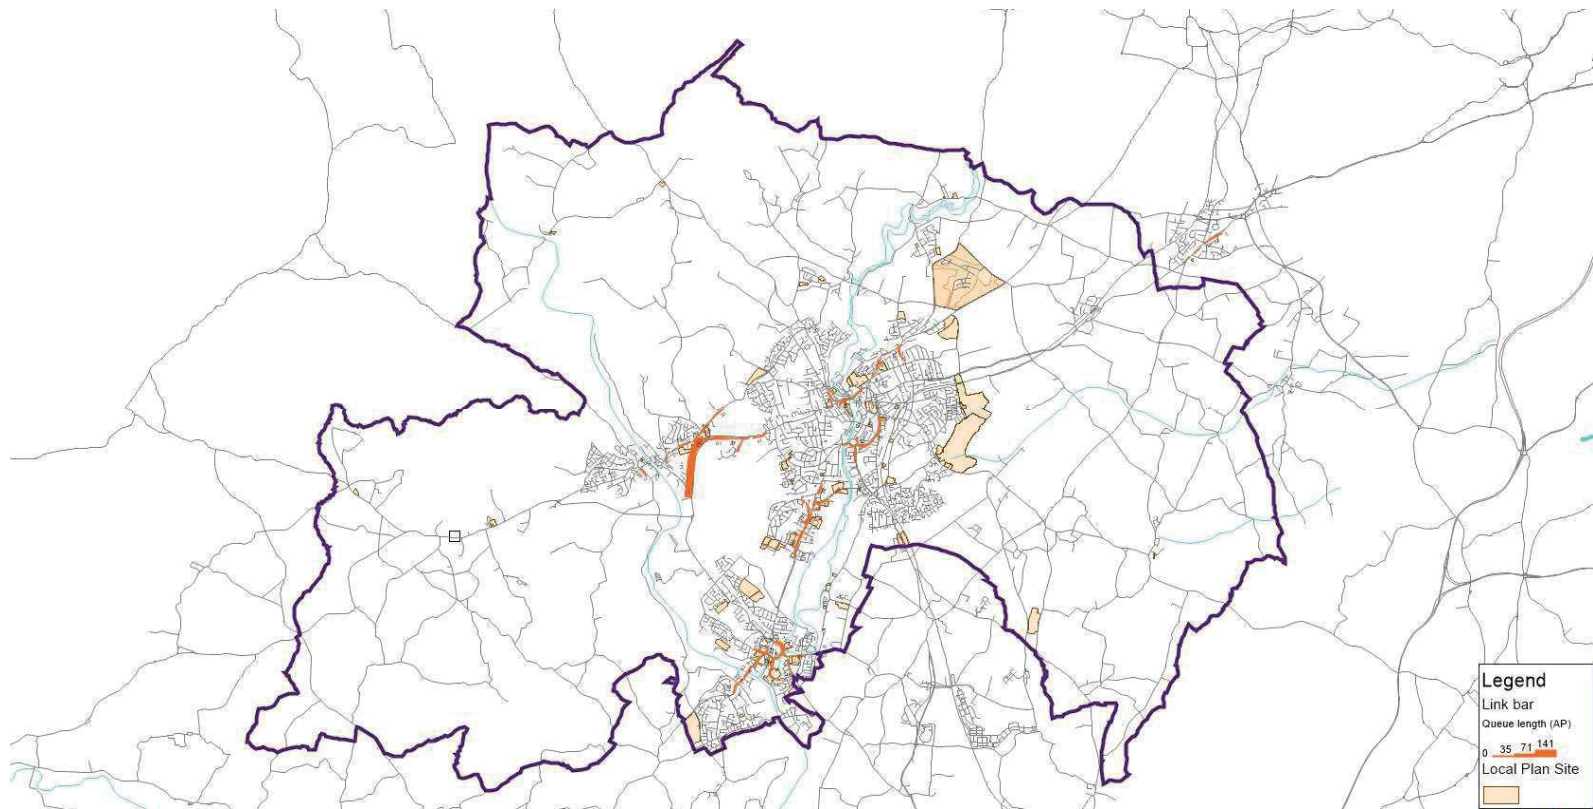 Legend
Link bar
Queue length (AP)
0 35 71 141
Local Plan Site